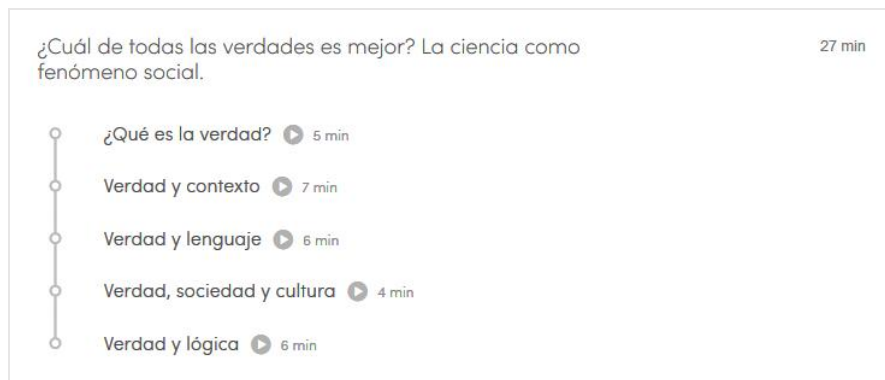 ¿Cuál de todas las verdades es mejor? La ciencia como
27 min
fenómeno social.
¿Qué es la verdad? 5 min
Verdad y contexto 7 min
Verdad y lenguaje 6 min
Verdad, sociedad y cultura 4 min
Verdad y lógica 6 min